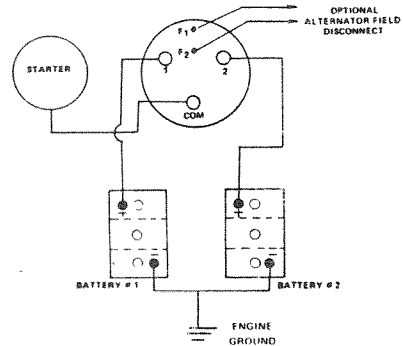 F1
OPTIONAL
ALTERNATOR FIELD
DISCONNECT
F2
STARTER
1
2
COM
+
+
−
−
BATTERY # 1
BATTERY # 2
ENGINE
GROUND